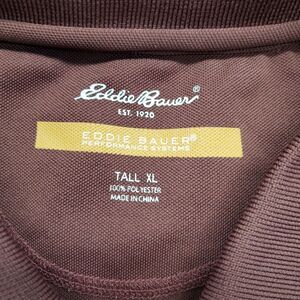 Eddie Bauer®
EST. 1920
EDDIE BAUER®
PERFORMANCE SYSTEMS
TALL XL
100% POLYESTER
MADE IN CHINA